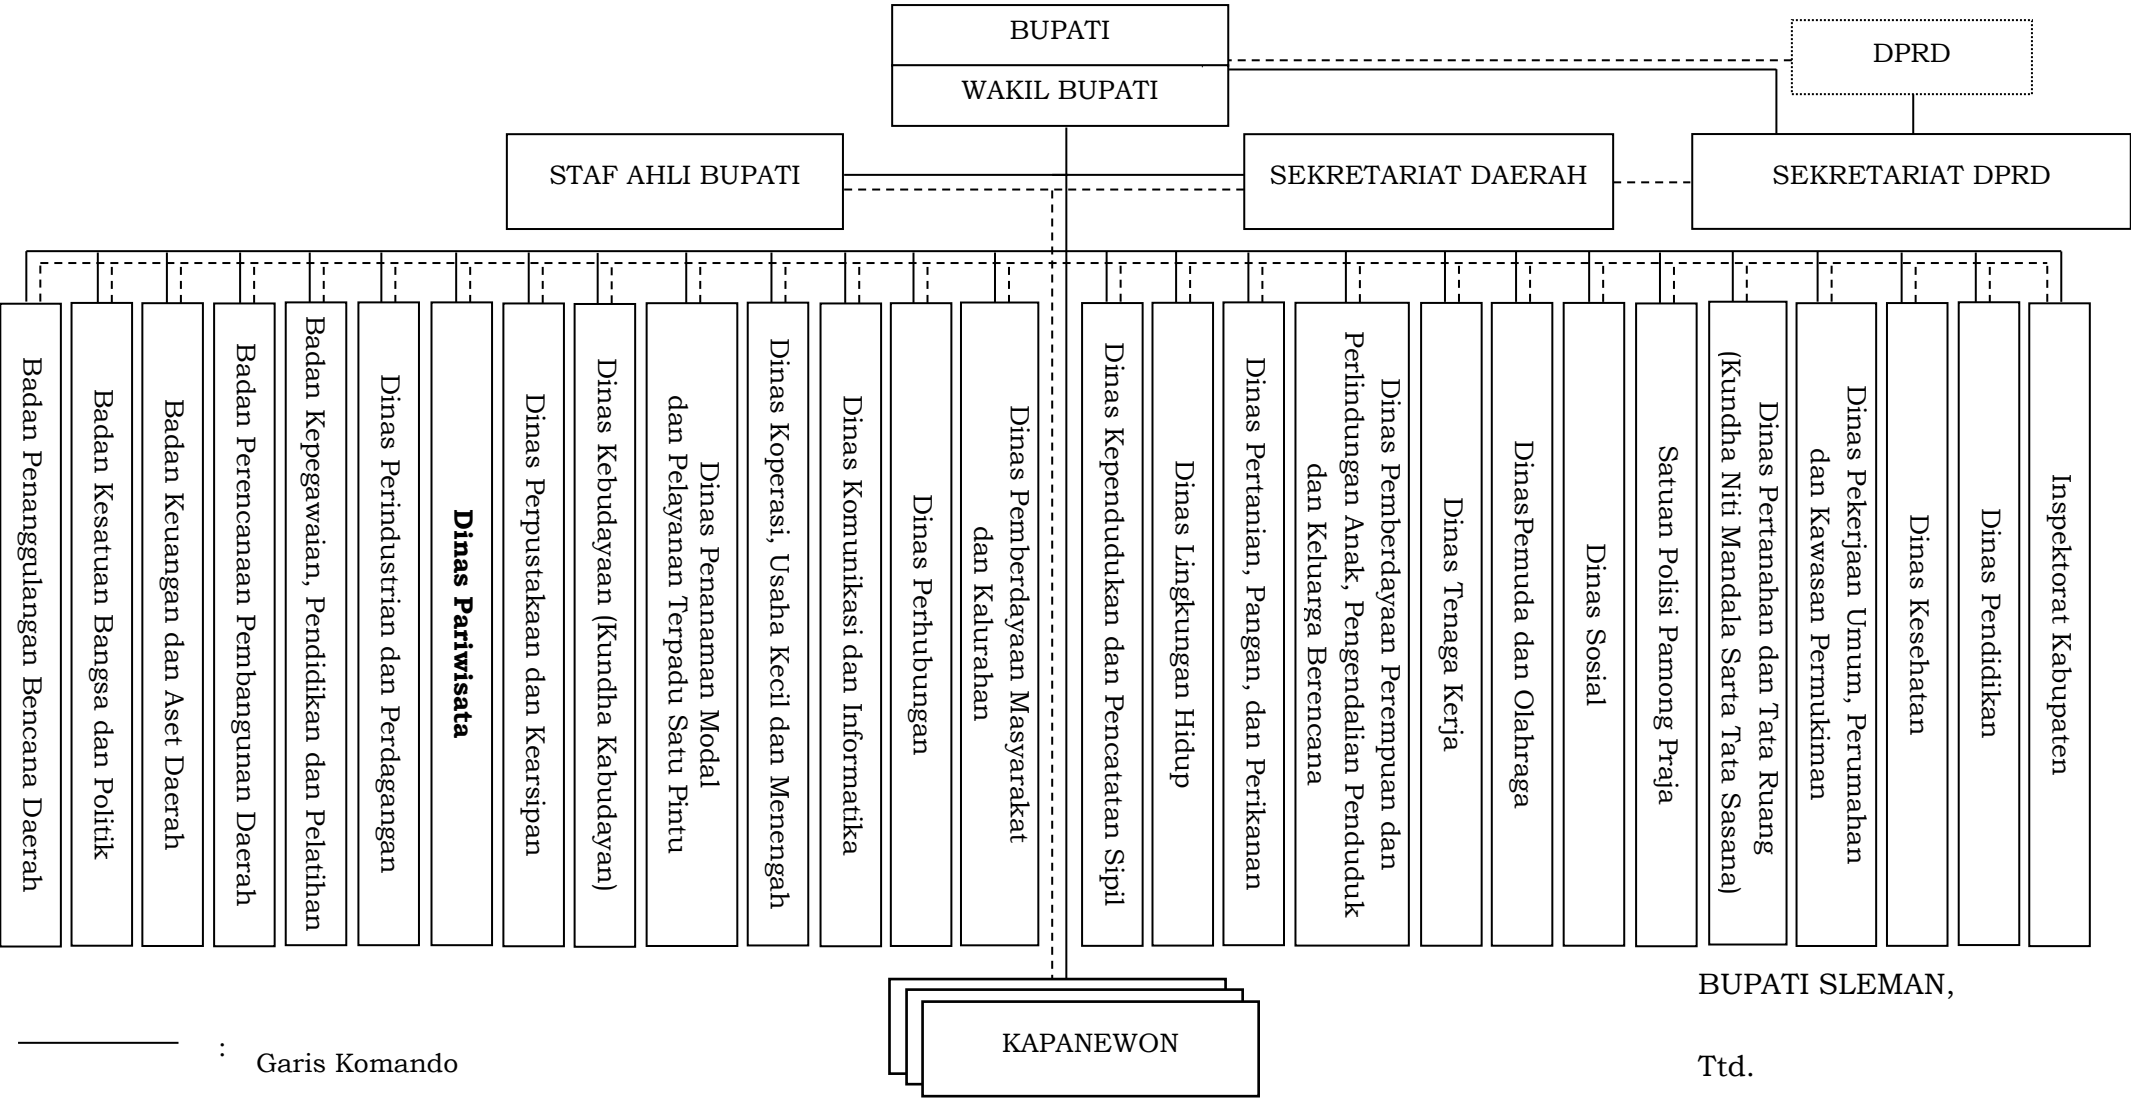 BUPATI
WAKIL BUPATI
DPRD
STAF AHLI BUPATI
SEKRETARIAT DAERAH
SEKRETARIAT DPRD
Badan Penanggulangan Bencana Daerah
Badan Kesatuan Bangsa dan Politik
Badan Keuangan dan Aset Daerah
Badan Perencanaan Pembangunan Daerah
Badan Kepegawaian, Pendidikan dan Pelatihan
Dinas Perindustrian dan Perdagangan
Dinas Pariwisata
Dinas Perpustakaan dan Kearsipan
Dinas Kebudayaan (Kundha Kabudayan)
Dinas Penanaman Modal
dan Pelayanan Terpadu Satu Pintu
Dinas Koperasi, Usaha Kecil dan Menengah
Dinas Komunikasi dan Informatika
Dinas Perhubungan
Dinas Pemberdayaan Masyarakat
dan Kalurahan
Dinas Kependudukan dan Pencatatan Sipil
Dinas Lingkungan Hidup
Dinas Pertanian, Pangan, dan Perikanan
Dinas Pemberdayaan Perempuan dan
Perlindungan Anak, Pengendalian Penduduk
dan Keluarga Berencana
Dinas Tenaga Kerja
DinasPemuda dan Olahraga
Dinas Sosial
Satuan Polisi Pamong Praja
Dinas Pertanahan dan Tata Ruang
(Kundha Niti Mandala Sarta Tata Sasana)
Dinas Pekerjaan Umum, Perumahan
dan Kawasan Permukiman
Dinas Kesehatan
Dinas Pendidikan
Inspektorat Kabupaten
KAPANEWON
: Garis Komando
BUPATI SLEMAN,
Ttd.